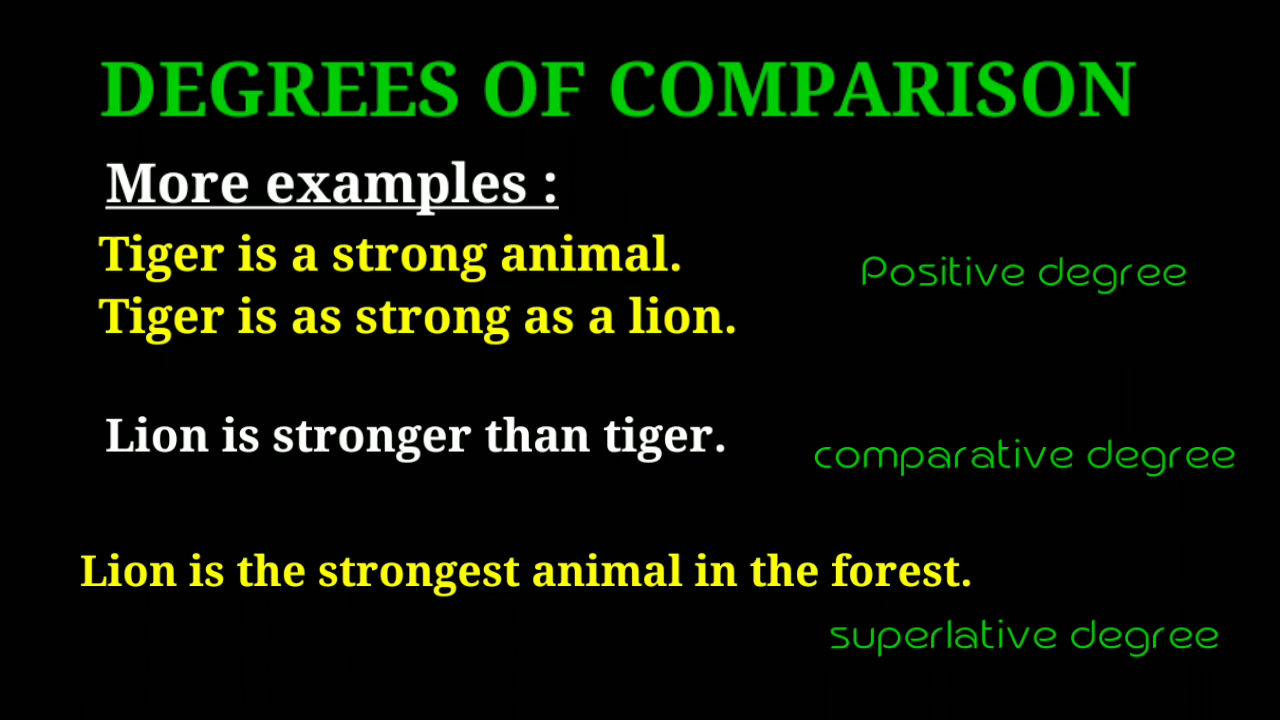 DEGREES OF COMPARISON
More examples :
Tiger is a strong animal.
Positive degree
Tiger is as strong as a lion.
Lion is stronger than tiger.
comparative degree
Lion is the strongest animal in the forest.
superlative degree